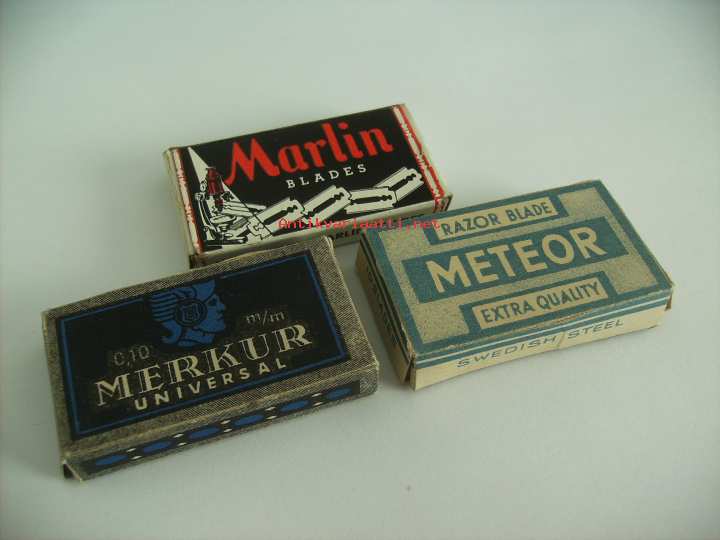 Marlin
BLADES
Antikvariaatti.net
RAZOR BLADE
METEOR
EXTRA QUALITY
SWEDISH STEEL
0,10 m/m
MERKUR
UNIVERSAL